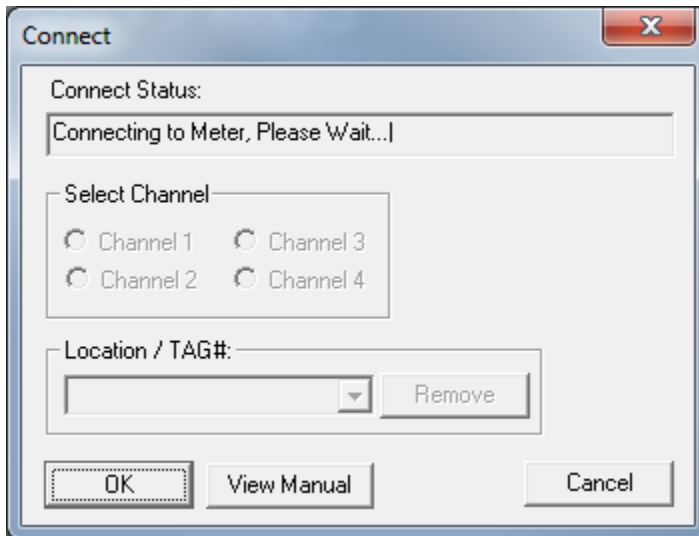 Connect
Connect Status:
Connecting to Meter, Please Wait...
Select Channel
Channel 1 Channel 3
Channel 2 Channel 4
Location / TAG#:
Remove
OK View Manual Cancel